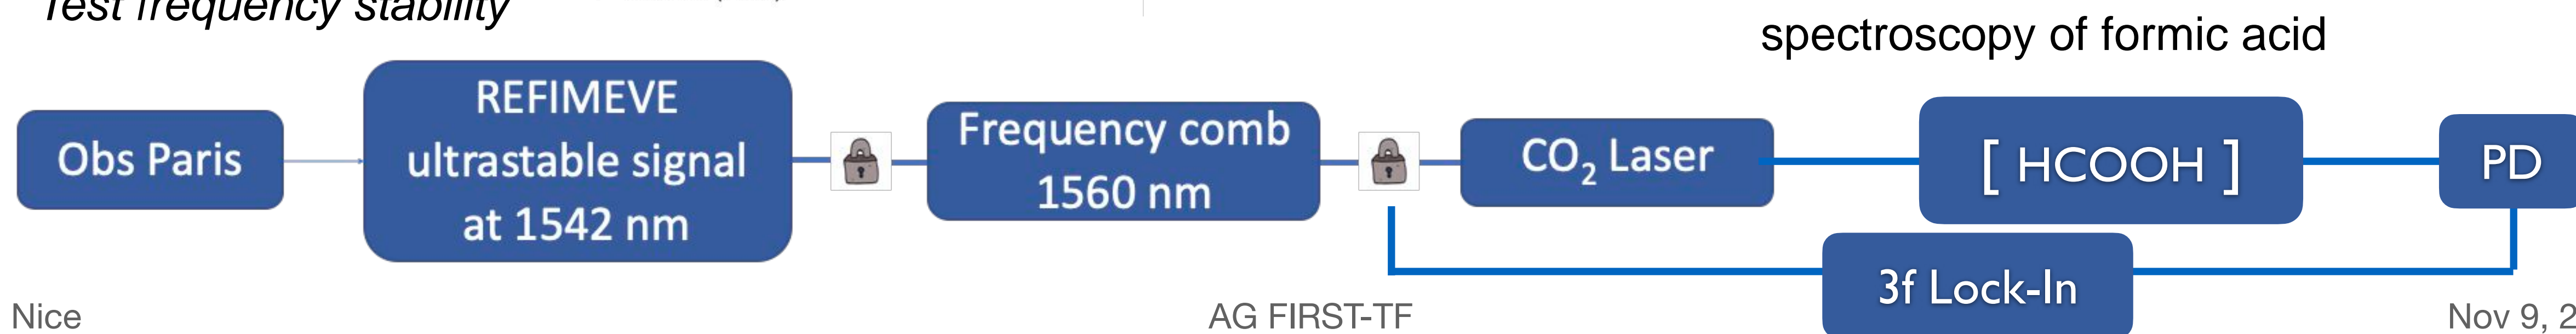 Test frequency stability
spectroscopy of formic acid
Obs Paris
REFIMEVE
ultrastable signal
at 1542 nm
Frequency comb
1560 nm
CO₂ Laser
[ HCOOH ]
PD
3f Lock-In
Nice
AG FIRST-TF
Nov 9, 2